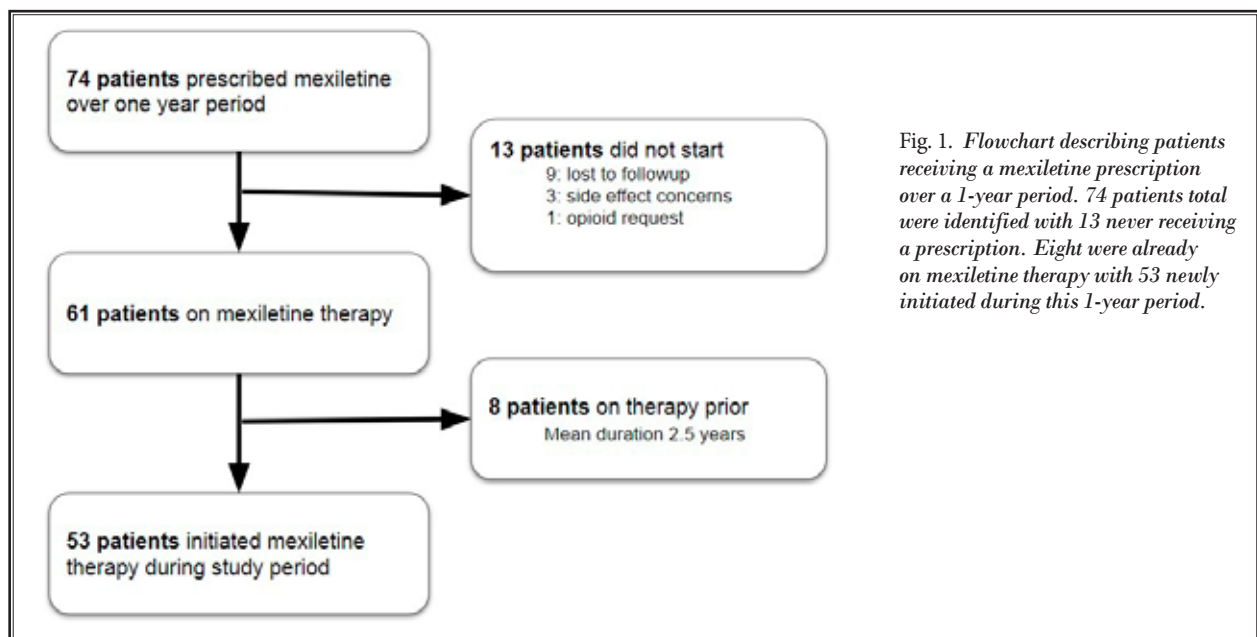 74 patients prescribed mexiletine
over one year period
13 patients did not start
9: lost to followup
3: side effect concerns
1: opioid request
61 patients on mexiletine therapy
8 patients on therapy prior
Mean duration 2.5 years
53 patients initiated mexiletine
therapy during study period
Fig. 1. Flowchart describing patients
receiving a mexiletine prescription
over a 1-year period. 74 patients total
were identified with 13 never receiving
a prescription. Eight were already
on mexiletine therapy with 53 newly
initiated during this 1-year period.